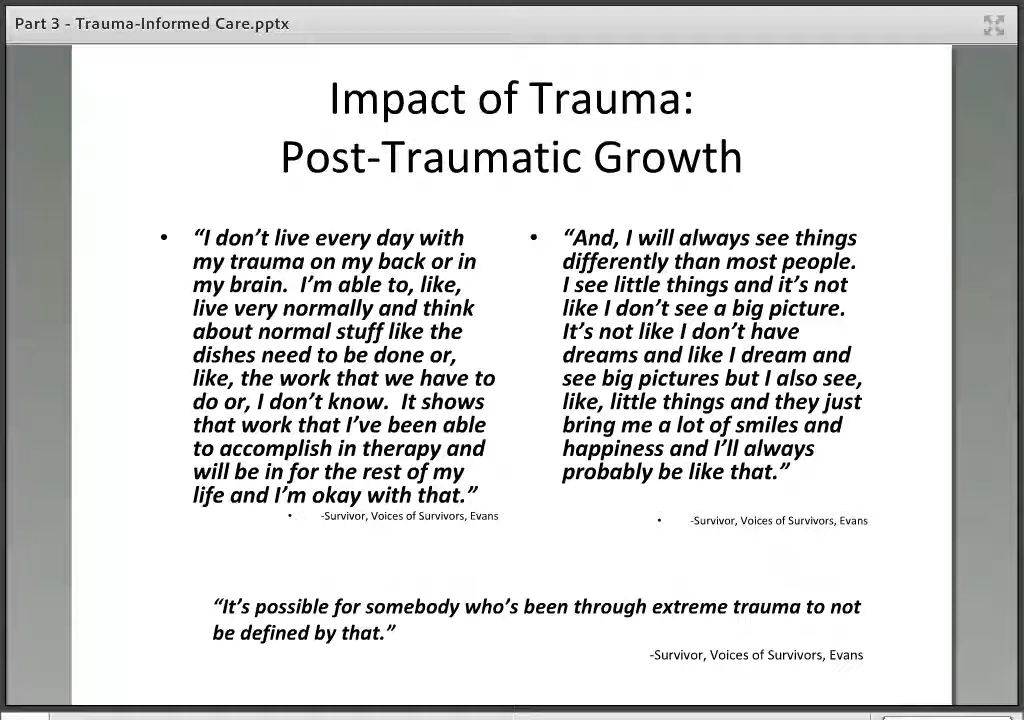 Part 3 - Trauma-Informed Care.pptx
Impact of Trauma:
Post-Traumatic Growth
• “I don’t live every day with
my trauma on my back or in
my brain.  I’m able to, like,
live very normally and think
about normal stuff like the
dishes need to be done or,
like, the work that we have to
do or, I don’t know.  It shows
that work that I’ve been able
to accomplish in therapy and
will be in for the rest of my
life and I’m okay with that.”
• -Survivor, Voices of Survivors, Evans
• “And, I will always see things
differently than most people.
I see little things and it’s not
like I don’t see a big picture.
It’s not like I don’t have
dreams and like I dream and
see big pictures but I also see,
like, little things and they just
bring me a lot of smiles and
happiness and I’ll always
probably be like that.”
• -Survivor, Voices of Survivors, Evans
“It’s possible for somebody who’s been through extreme trauma to not
be defined by that.”
-Survivor, Voices of Survivors, Evans